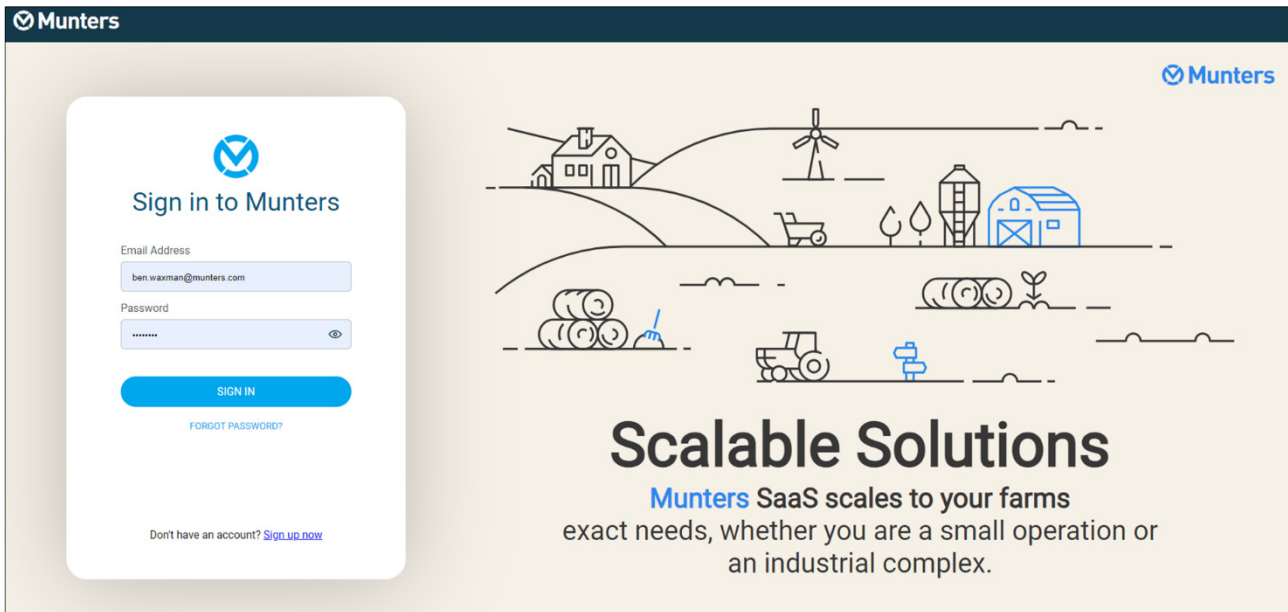 Munters
Munters
Sign in to Munters
Email Address
ben.waxman@munters.com
Password
••••••••
SIGN IN
FORGOT PASSWORD?
Don't have an account? Sign up now
Scalable Solutions
Munters SaaS scales to your farms
exact needs, whether you are a small operation or
an industrial complex.